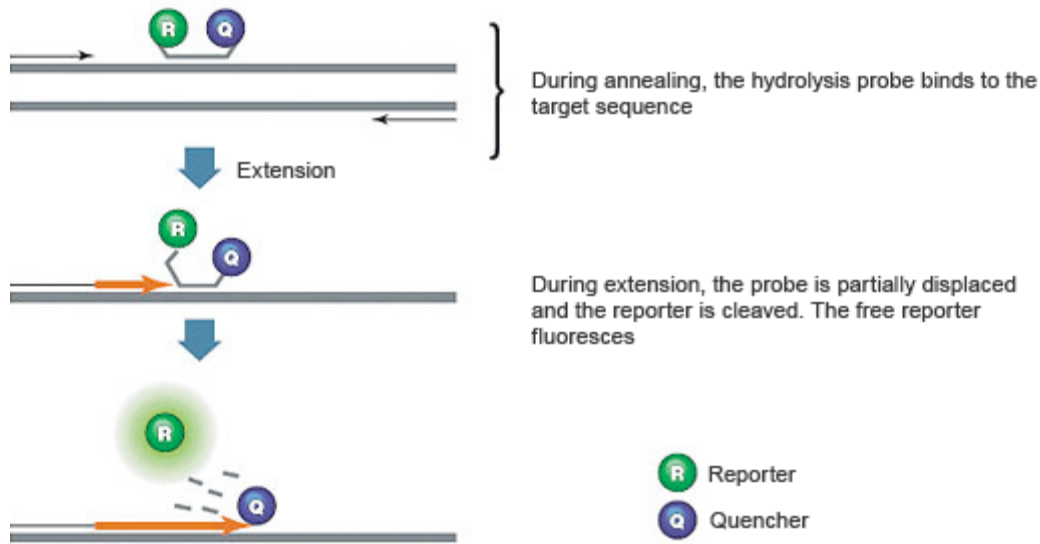 R Q
During annealing, the hydrolysis probe binds to the
target sequence
Extension
R
Q
During extension, the probe is partially displaced
and the reporter is cleaved. The free reporter
fluoresces
R
Q
R Reporter
Q Quencher